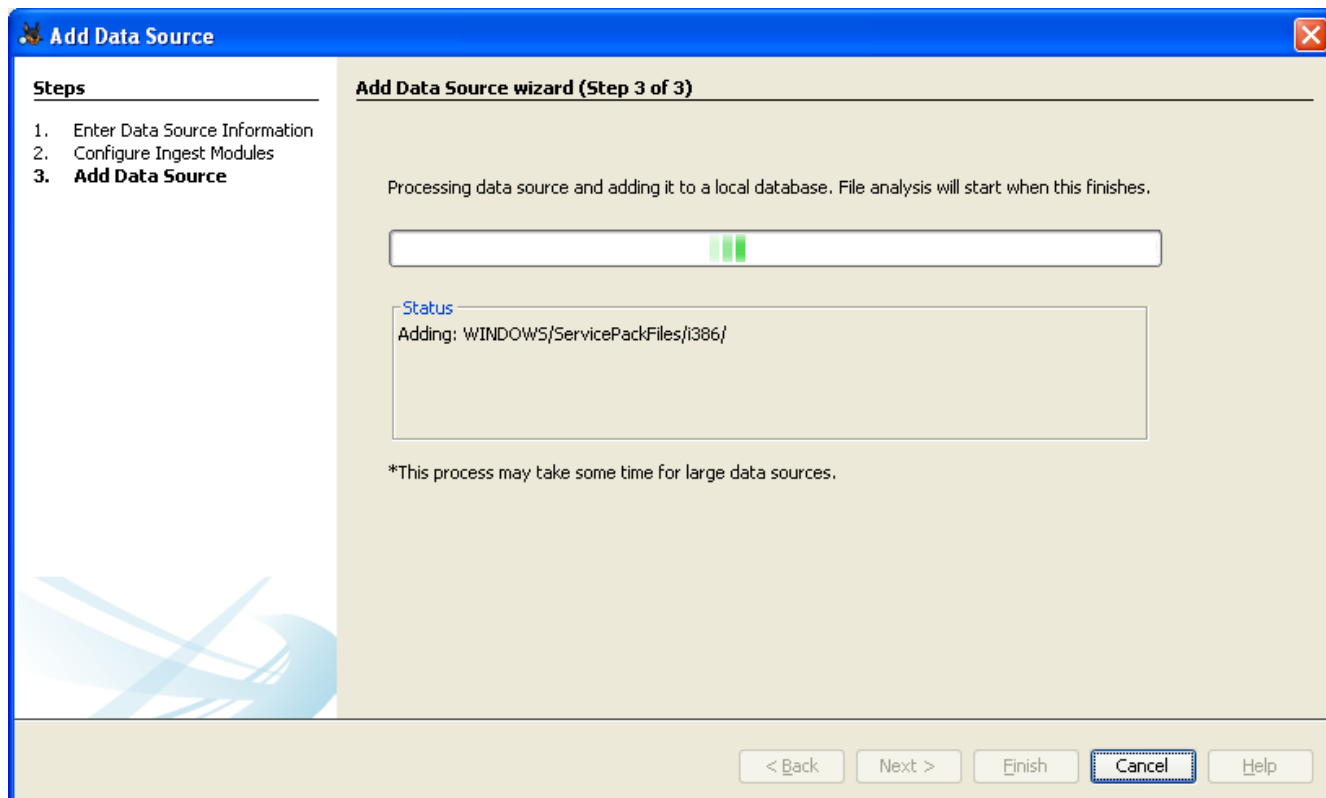 Add Data Source
Steps
1. Enter Data Source Information
2. Configure Ingest Modules
3. Add Data Source
Add Data Source wizard (Step 3 of 3)
Processing data source and adding it to a local database. File analysis will start when this finishes.
Status
Adding: WINDOWS/ServicePackFiles/i386/
*This process may take some time for large data sources.
< Back Next > Finish Cancel Help